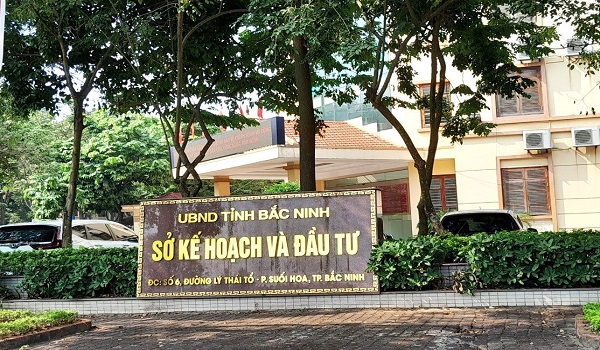 UBND TỈNH BẮC NINH
SỞ KẾ HOẠCH VÀ ĐẦU TƯ
ĐC: SỐ 6, ĐƯỜNG LÝ THÁI TỔ - P. SUỐI HOA, TP. BẮC NINH